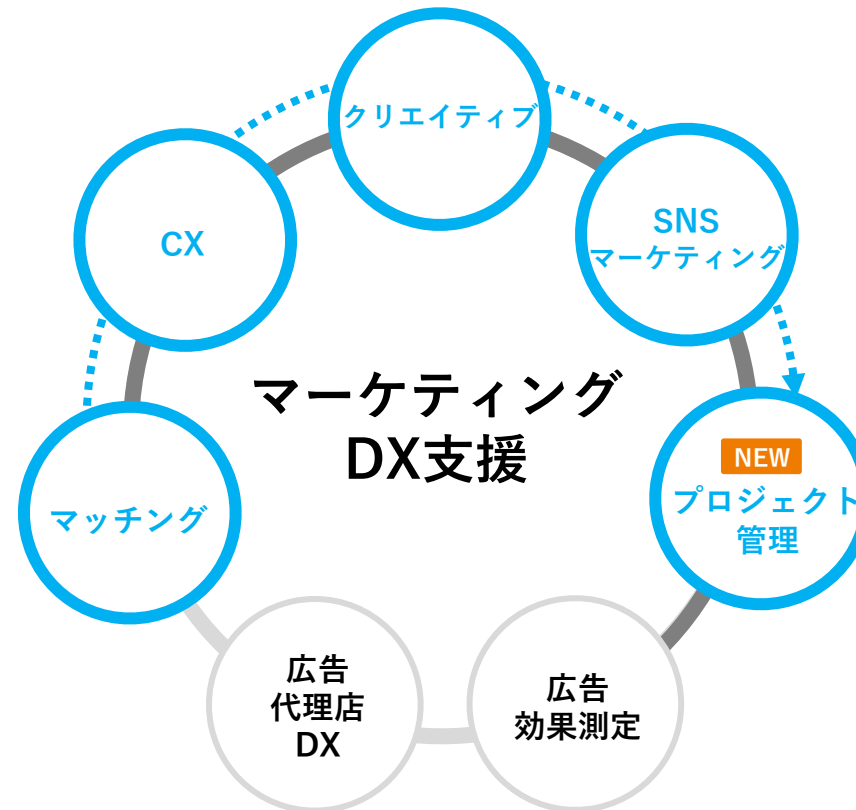 クリエイティブ
CX
SNS
マーケティング
マーケティング
DX支援
マッチング
NEW
プロジェクト
管理
広告
代理店
DX
広告
効果測定